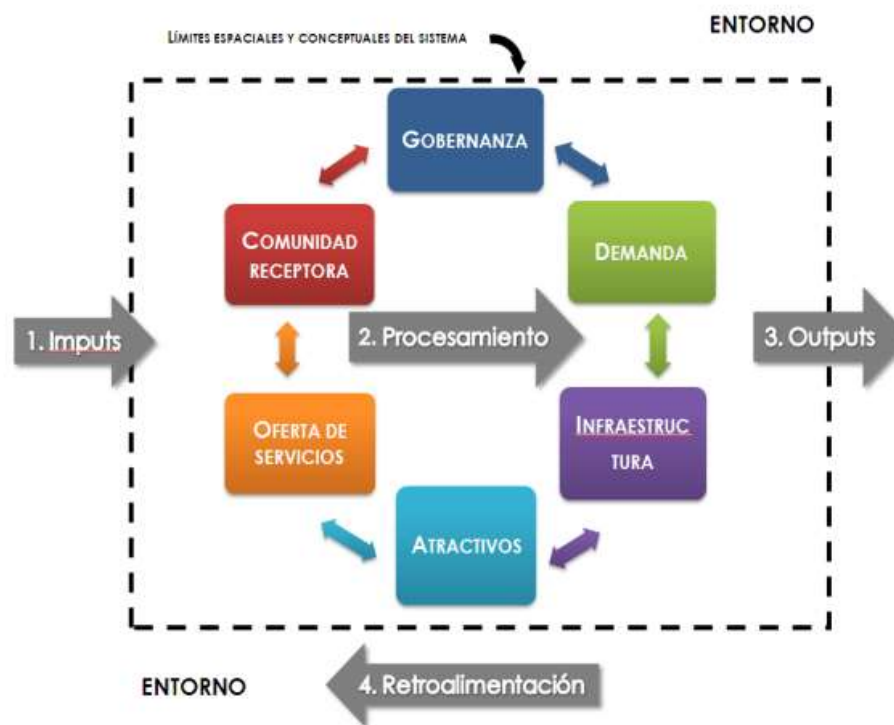 ENTORNO
LÍMITES ESPACIALES Y CONCEPTUALES DEL SISTEMA
GOBERNANZA
COMUNIDAD
RECEPTORA
DEMANDA
1. Imputs
2. Procesamiento
3. Outputs
OFERTA DE
SERVICIOS
INFRAESTRUC
TURA
ATRACTIVOS
ENTORNO
4. Retroalimentación